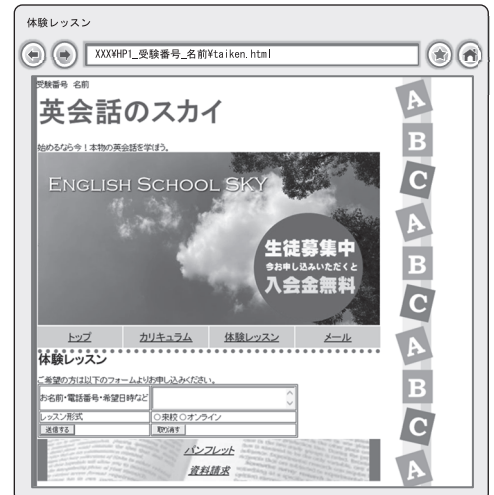 体験レッスン
XXX¥HP1_受験番号_名前¥taiken.html
受験番号 名前
英会話のスカイ
始めるなら今！本物の英会話を学ぼう。
ENGLISH SCHOOL SKY
生徒募集中
今お申し込みいただくと
入会金無料
トップ カリキュラム 体験レッスン メール
体験レッスン
ご希望の方は以下のフォームよりお申し込みください。
お名前・電話番号・希望日時など
レッスン形式 ○来校○オンライン
送信する 取り消す
パンフレット
資料請求
A
B
C
A
B
C
A
B
C
A